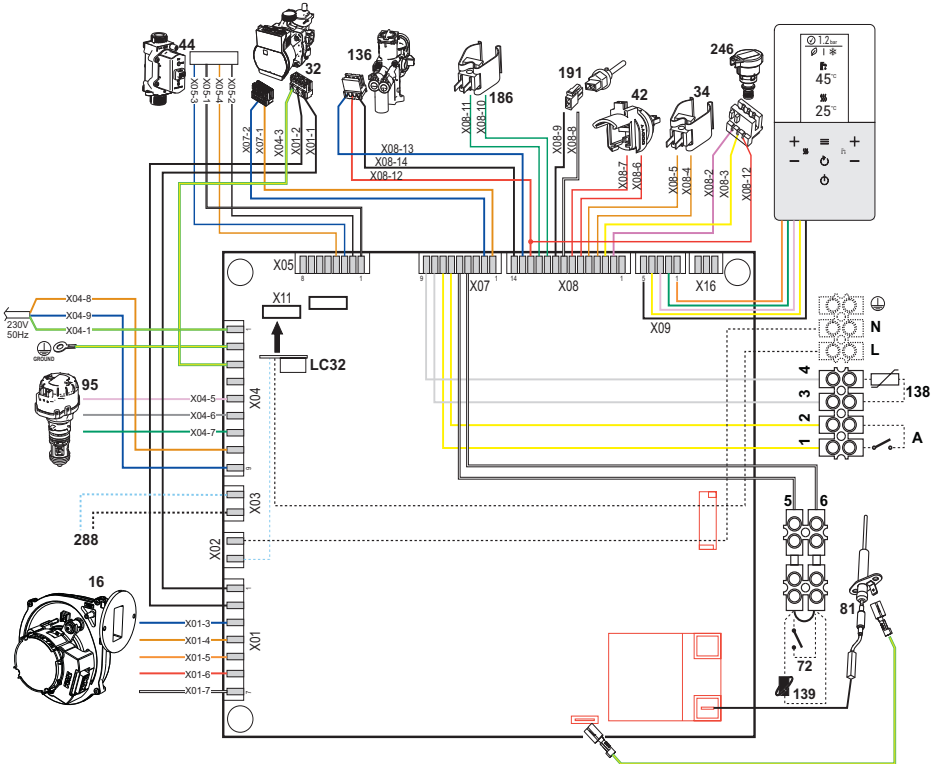 44
32
136
186
191
42
34
246
1.2 bar
45°C
25°C
X05-3
X05-1
X05-4
X05-2
X07-2
X07-1
X04-3
X01-2
X01-1
X08-13
X08-14
X08-12
X08-11
X08-10
X08-9
X08-8
X08-7
X08-6
X08-5
X08-4
X08-2
X08-3
X08-12
X05
8
1
9
X07
1
14
X08
1
5
1
X09
X16
X11
LC32
X04-8
X04-9
X04-1
230V
50Hz
GROUND
1
X04
95
X04-5
X04-6
X04-7
9
X03
288
X02
1
X01
7
16
X01-3
X01-4
X01-5
X01-6
X01-7
N
L
4
3
2
1
138
A
5
6
72
139
81